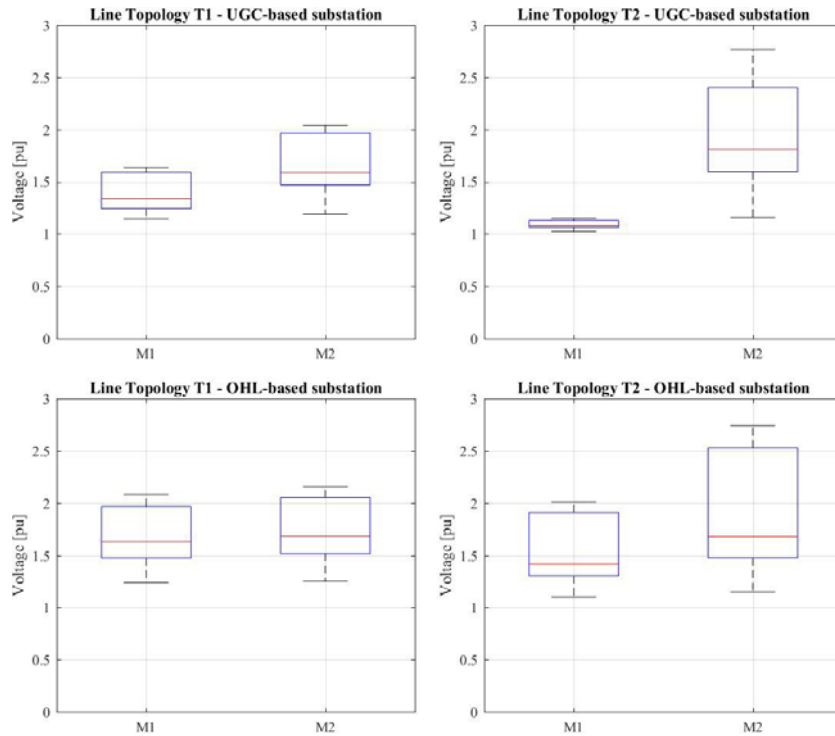 Line Topology T1 - UGC-based substation
3
2.5
2
1.5
1
0.5
0
Voltage [pu]
M1
M2
Line Topology T2 - UGC-based substation
3
2.5
2
1.5
1
0.5
0
Voltage [pu]
M1
M2
Line Topology T1 - OHL-based substation
3
2.5
2
1.5
1
0.5
0
Voltage [pu]
M1
M2
Line Topology T2 - OHL-based substation
3
2.5
2
1.5
1
0.5
0
Voltage [pu]
M1
M2